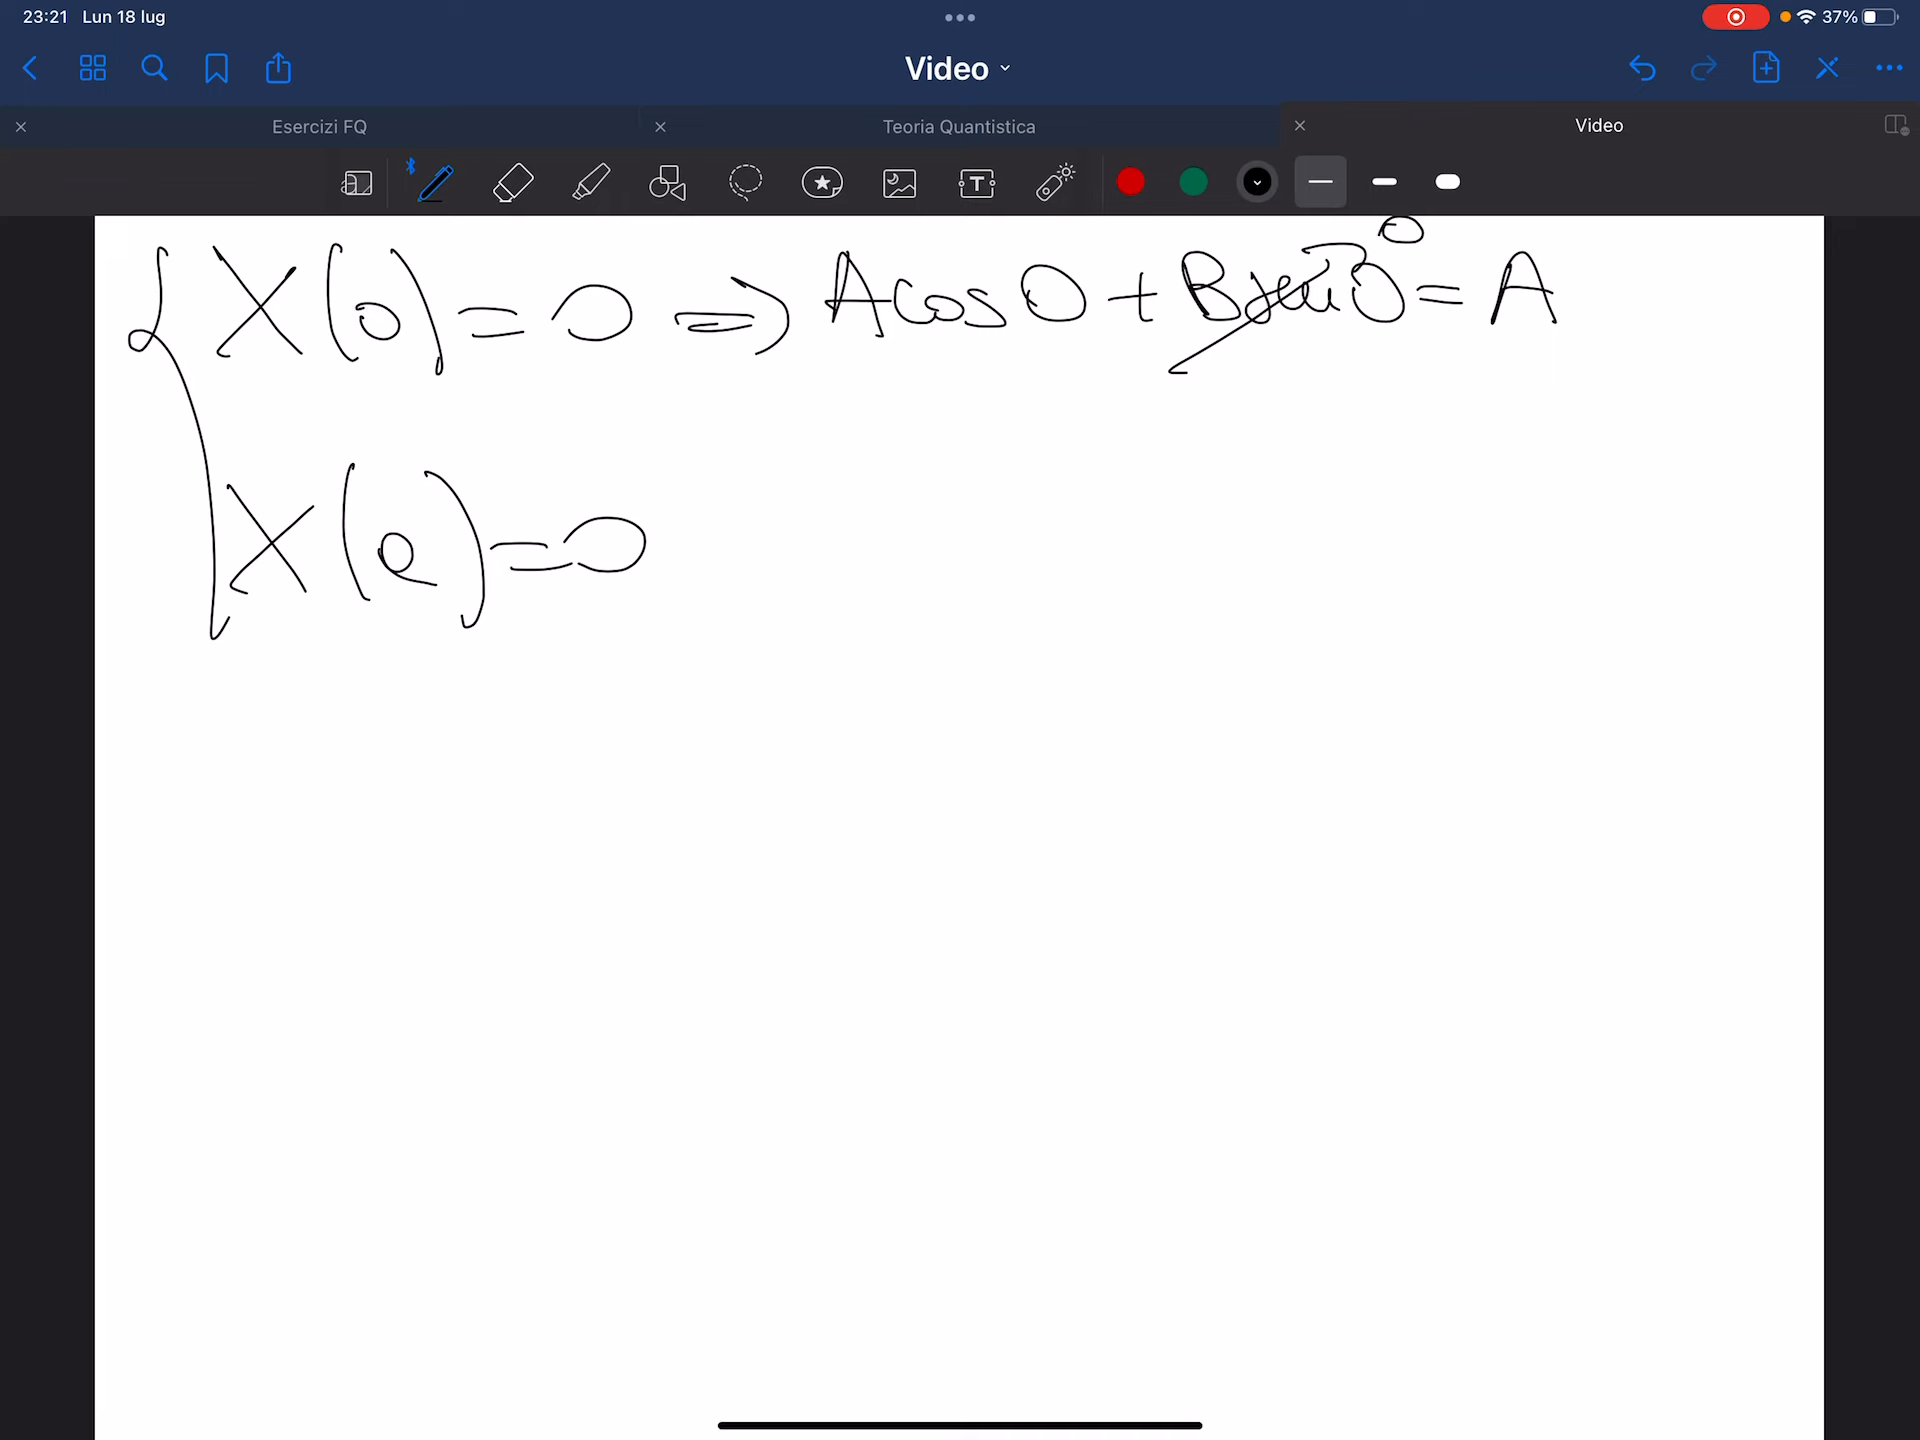 23:21 Lun 18 lug 37%
Video
Esercizi FQ Teoria Quantistica Video
T
X(0)=0 ⇒ A cos 0 + B sin 0 = A
0
X(a)=0